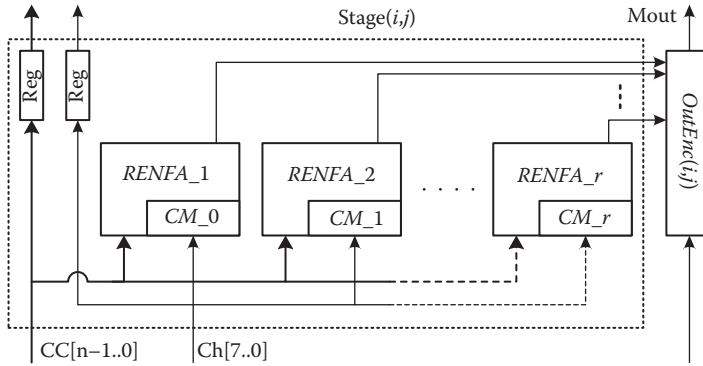 Stage(i,j)
Mout
Reg
Reg
RENFA_1
CM_0
RENFA_2
CM_1
. . . .
RENFA_r
CM_r
OutEnc(i,j)
CC[n−1..0]
Ch[7..0]